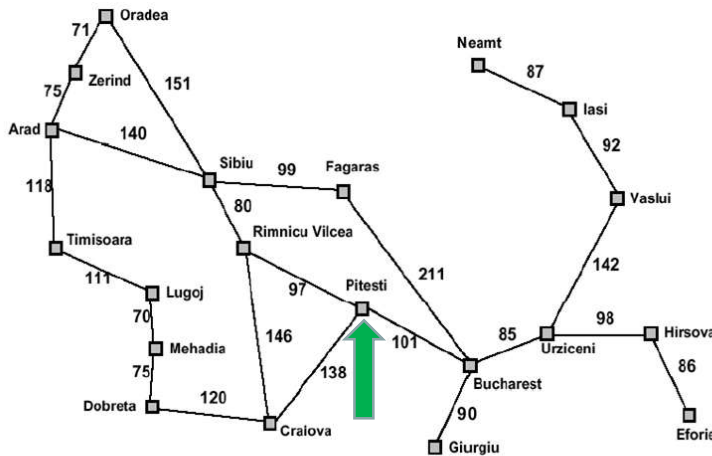 Oradea
71
Neamt
87
Zerind
75
151
Iasi
Arad
140
92
Sibiu
99
Fagaras
118
80
Vaslui
Timisoara
Rimnicu Vilcea
111
211
142
Lugoj
97
Pitesti
70
98
146
101
85
Hirsova
Mehadia
Urziceni
75
138
86
Bucharest
120
90
Dobreta
Craiova
Eforie
Giurgiu